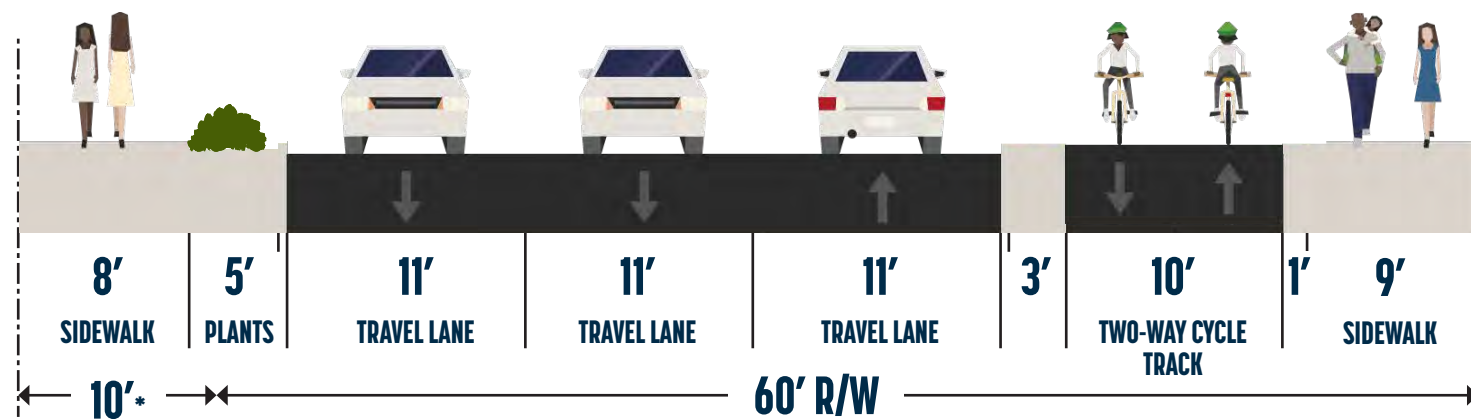 8′ 5′ 11′ 11′ 11′ 3′ 10′ 1′ 9′
SIDEWALK PLANTS TRAVEL LANE TRAVEL LANE TRAVEL LANE TWO-WAY CYCLE SIDEWALK
TRACK
10′* 60′ R/W